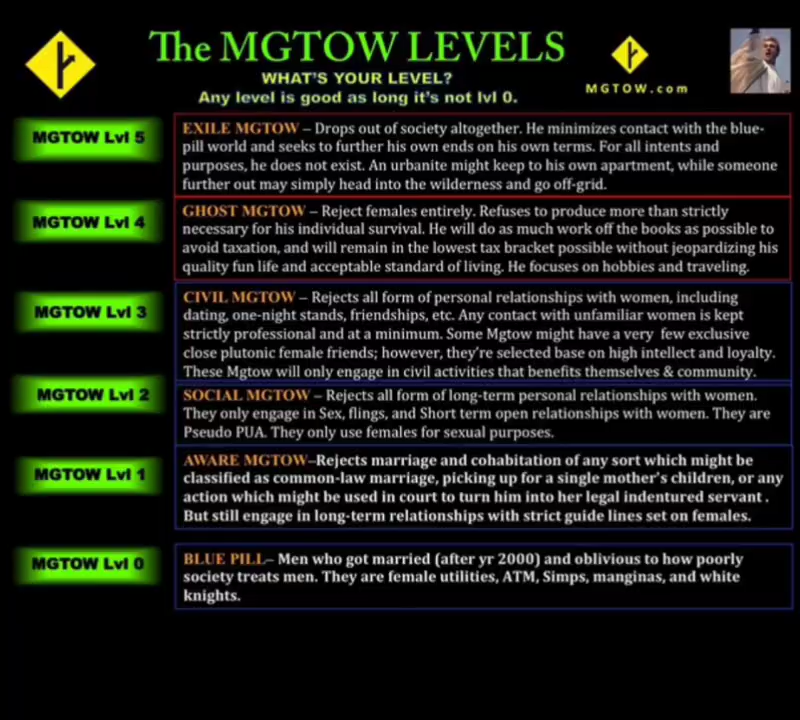 The MGTOW LEVELS
WHAT'S YOUR LEVEL?
Any level is good as long it's not lvl 0.
MGTOW.com
MGTOW Lvl 5
EXILE MGTOW – Drops out of society altogether. He minimizes contact with the blue-
pill world and seeks to further his own ends on his own terms. For all intents and
purposes, he does not exist. An urbanite might keep to his own apartment, while someone
further out may simply head into the wilderness and go off-grid.
MGTOW Lvl 4
GHOST MGTOW – Reject females entirely. Refuses to produce more than strictly
necessary for his individual survival. He will do as much work off the books as possible to
avoid taxation, and will remain in the lowest tax bracket possible without jeopardizing his
quality fun life and acceptable standard of living. He focuses on hobbies and traveling.
MGTOW Lvl 3
CIVIL MGTOW – Rejects all form of personal relationships with women, including
dating, one-night stands, friendships, etc. Any contact with unfamiliar women is kept
strictly professional and at a minimum. Some Mgtow might have a very few exclusive
close plutonic female friends; however, they're selected base on high intellect and loyalty.
These Mgtow will only engage in civil activities that benefits themselves & community.
MGTOW Lvl 2
SOCIAL MGTOW – Rejects all form of long-term personal relationships with women.
They only engage in Sex, flings, and Short term open relationships with women. They are
Pseudo PUA. They only use females for sexual purposes.
MGTOW Lvl 1
AWARE MGTOW–Rejects marriage and cohabitation of any sort which might be
classified as common-law marriage, picking up for a single mother's children, or any
action which might be used in court to turn him into her legal indentured servant .
But still engage in long-term relationships with strict guide lines set on females.
MGTOW Lvl 0
BLUE PILL– Men who got married (after yr 2000) and oblivious to how poorly
society treats men. They are female utilities, ATM, Simps, manginas, and white
knights.